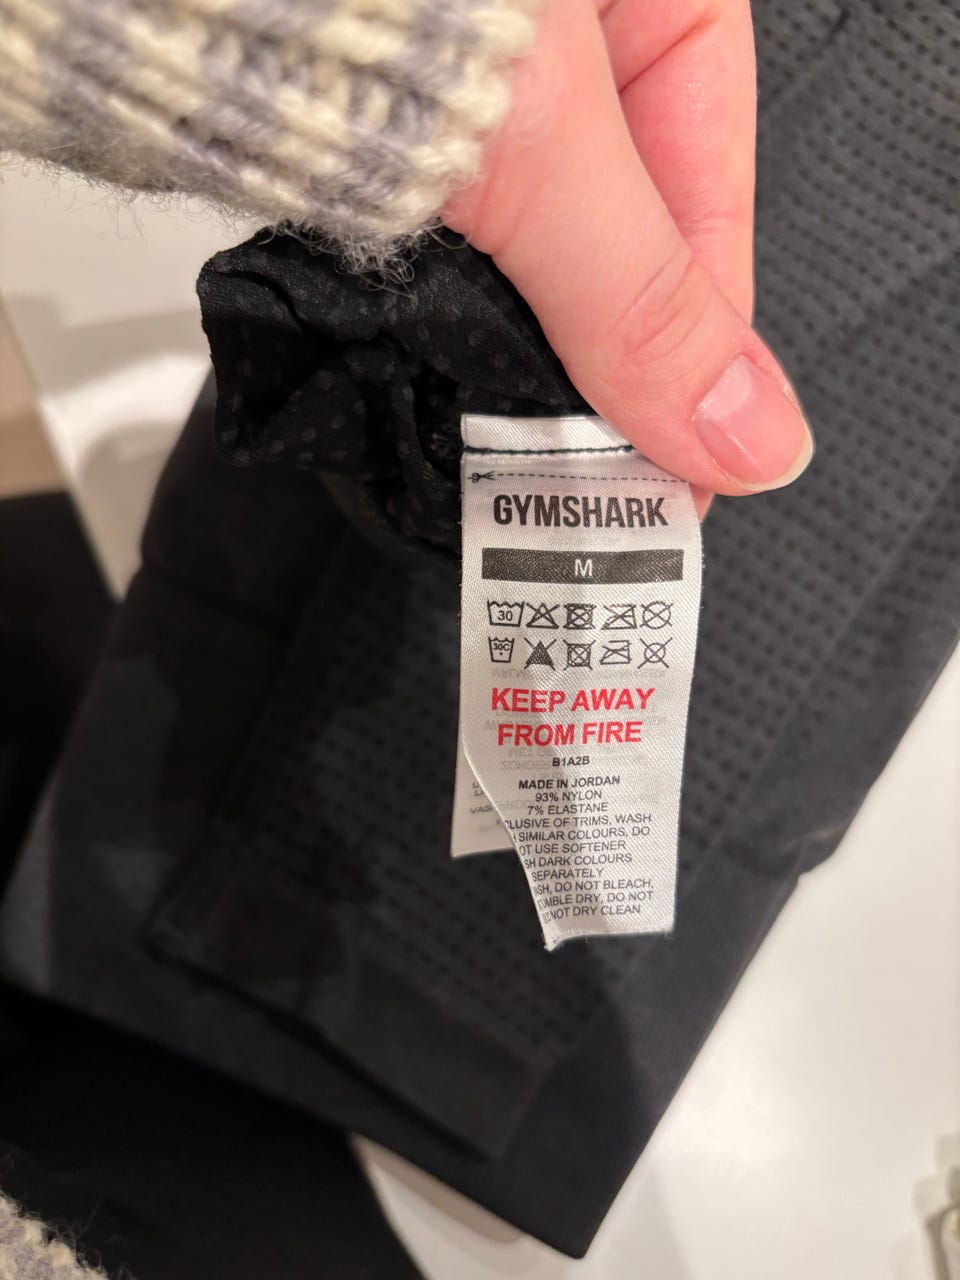 GYMSHARK
M
30
30C
KEEP AWAY
FROM FIRE
B1A2B
MADE IN JORDAN
93% NYLON
7% ELASTANE
CLUSIVE OF TRIMS, WASH
SIMILAR COLOURS, DO
OT USE SOFTENER
SH DARK COLOURS
SEPARATELY
SH, DO NOT BLEACH,
UMBLE DRY, DO NOT
NOT DRY CLEAN